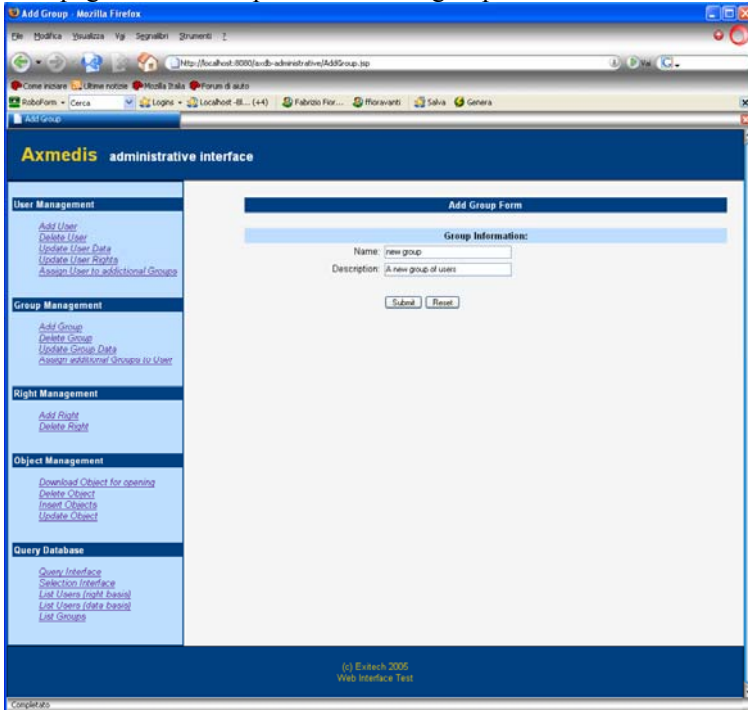 Add Group - Mozilla Firefox
File Modifica Visualizza Vai Segnalibri Strumenti ?
http://localhost:8080/axdb-administrative/AddGroup.jsp
Vai
Come iniziare Ultime notizie Mozilla Italia Forum di aiuto
RoboForm Cerca Logins Localhost -8l... (+4) Fabrizio Fior... ffioravanti Salva Genera
Add Group
Axmedis administrative interface
User Management
Add User
Delete User
Update User Data
Update User Rights
Assign User to addictional Groups
Group Management
Add Group
Delete Group
Update Group Data
Assign additional Groups to User
Right Management
Add Right
Delete Right
Object Management
Download Object for opening
Delete Object
Insert Objects
Update Object
Query Database
Query Interface
Selection Interface
List Users (right basis)
List Users (data basis)
List Groups
Add Group Form
Group Information:
Name: new group
Description: A new group of users
Submit Reset
(c) Exitech 2005
Web Interface Test
Completato